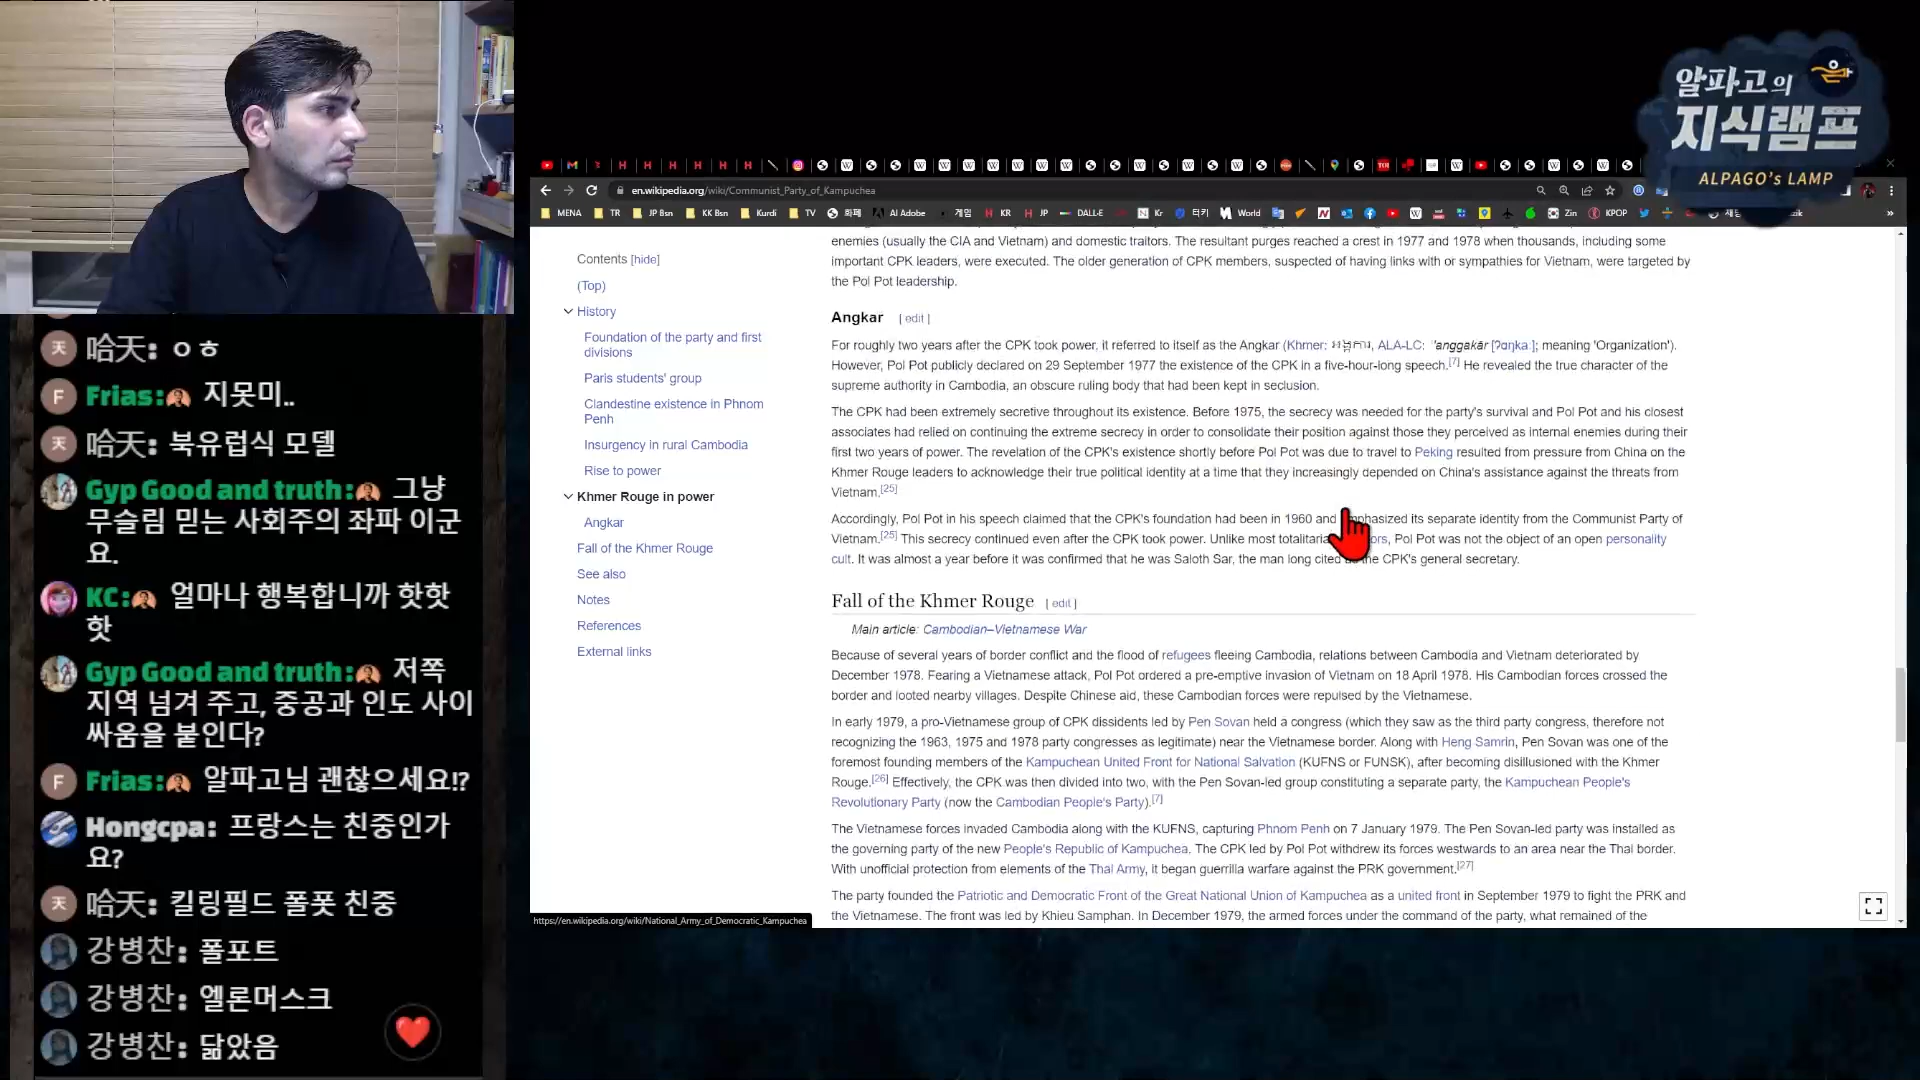 哈天: ㅇㅎ
Frias: 지못미..
哈天: 북유럽식 모델
Gyp Good and truth: 그냥
무슬림 믿는 사회주의 좌파 이군
요.
KC: 얼마나 행복합니까 핫핫
핫
Gyp Good and truth: 저쪽
지역 넘겨 주고, 중공과 인도 사이
싸움을 붙인다?
Frias: 알파고님 괜찮으세요!?
Hongcpa: 프랑스는 친중인가
요?
哈天: 킬링필드 폴폿 친중
강병찬: 폴포트
강병찬: 엘론머스크
강병찬: 닮았음
알파고의
지식램프
ALPAGO's LAMP
en.wikipedia.org/wiki/Communist_Party_of_Kampuchea
MENA TR JP Bsn KK Bsn Kurdi TV 화폐 AI Adobe 게임 KR JP DALL·E Kr 터키 World Zin KPOP
Contents [hide]
(Top)
History
Foundation of the party and first
divisions
Paris students' group
Clandestine existence in Phnom
Penh
Insurgency in rural Cambodia
Rise to power
Khmer Rouge in power
Angkar
Fall of the Khmer Rouge
See also
Notes
References
External links
enemies (usually the CIA and Vietnam) and domestic traitors. The resultant purges reached a crest in 1977 and 1978 when thousands, including some
important CPK leaders, were executed. The older generation of CPK members, suspected of having links with or sympathies for Vietnam, were targeted by
the Pol Pot leadership.
Angkar [ edit ]
For roughly two years after the CPK took power, it referred to itself as the Angkar (Khmer: ALA-LC: ʿanggakār [ʔɑŋkaː]; meaning 'Organization').
However, Pol Pot publicly declared on 29 September 1977 the existence of the CPK in a five-hour-long speech.[7] He revealed the true character of the
supreme authority in Cambodia, an obscure ruling body that had been kept in seclusion.
The CPK had been extremely secretive throughout its existence. Before 1975, the secrecy was needed for the party's survival and Pol Pot and his closest
associates had relied on continuing the extreme secrecy in order to consolidate their position against those they perceived as internal enemies during their
first two years of power. The revelation of the CPK's existence shortly before Pol Pot was due to travel to Peking resulted from pressure from China on the
Khmer Rouge leaders to acknowledge their true political identity at a time that they increasingly depended on China's assistance against the threats from
Vietnam.[25]
Accordingly, Pol Pot in his speech claimed that the CPK's foundation had been in 1960 and emphasized its separate identity from the Communist Party of
Vietnam.[25] This secrecy continued even after the CPK took power. Unlike most totalitarian ors, Pol Pot was not the object of an open personality
cult. It was almost a year before it was confirmed that he was Saloth Sar, the man long cited as the CPK's general secretary.
Fall of the Khmer Rouge [ edit ]
Main article: Cambodian–Vietnamese War
Because of several years of border conflict and the flood of refugees fleeing Cambodia, relations between Cambodia and Vietnam deteriorated by
December 1978. Fearing a Vietnamese attack, Pol Pot ordered a pre-emptive invasion of Vietnam on 18 April 1978. His Cambodian forces crossed the
border and looted nearby villages. Despite Chinese aid, these Cambodian forces were repulsed by the Vietnamese.
In early 1979, a pro-Vietnamese group of CPK dissidents led by Pen Sovan held a congress (which they saw as the third party congress, therefore not
recognizing the 1963, 1975 and 1978 party congresses as legitimate) near the Vietnamese border. Along with Heng Samrin, Pen Sovan was one of the
foremost founding members of the Kampuchean United Front for National Salvation (KUFNS or FUNSK), after becoming disillusioned with the Khmer
Rouge.[26] Effectively, the CPK was then divided into two, with the Pen Sovan-led group constituting a separate party, the Kampuchean People's
Revolutionary Party (now the Cambodian People's Party).[7]
The Vietnamese forces invaded Cambodia along with the KUFNS, capturing Phnom Penh on 7 January 1979. The Pen Sovan-led party was installed as
the governing party of the new People's Republic of Kampuchea. The CPK led by Pol Pot withdrew its forces westwards to an area near the Thai border.
With unofficial protection from elements of the Thai Army, it began guerrilla warfare against the PRK government.[27]
The party founded the Patriotic and Democratic Front of the Great National Union of Kampuchea as a united front in September 1979 to fight the PRK and
the Vietnamese. The front was led by Khieu Samphan. In December 1979, the armed forces under the command of the party, what remained of the
https://en.wikipedia.org/wiki/National_Army_of_Democratic_Kampuchea